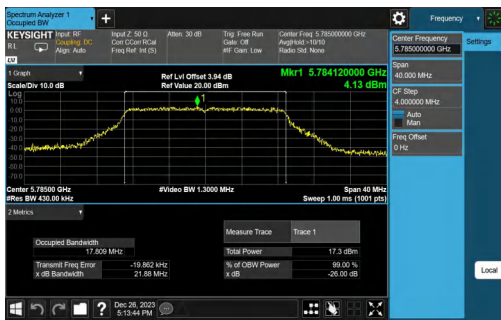 Spectrum Analyzer 1
Occupied BW
+
Frequency
KEYSIGHT Input: RF Input Z: 50 Ω Atten: 30 dB Trig: Free Run Center Freq: 5.785000000 GHz
RL Coupling: DC Corr CCorr RCal Gate: Off Avg|Hold >10/10
Align: Auto Freq Ref: Int (S) #IF Gain: Low Radio Std: None
Center Frequency
5.785000000 GHz
Settings
Span
40.000 MHz
CF Step
4.000000 MHz
Auto
Man
Freq Offset
0 Hz
1 Graph
Ref Lvl Offset 3.94 dB
Mkr1 5.784120000 GHz
Scale/Div 10.0 dB Ref Value 20.00 dBm 4.13 dBm
Log
10.0
0.00
-10.0
-20.0
-30.0
-40.0
-50.0
-60.0
-70.0
1
Center 5.78500 GHz #Video BW 1.3000 MHz Span 40 MHz
#Res BW 430.00 kHz Sweep 1.00 ms (1001 pts)
2 Metrics
Measure Trace Trace 1
Occupied Bandwidth
17.809 MHz Total Power 17.3 dBm
Transmit Freq Error -19.862 kHz % of OBW Power 99.00 %
x dB Bandwidth 21.88 MHz x dB -26.00 dB
Local
? Dec 26, 2023
5:13:44 PM